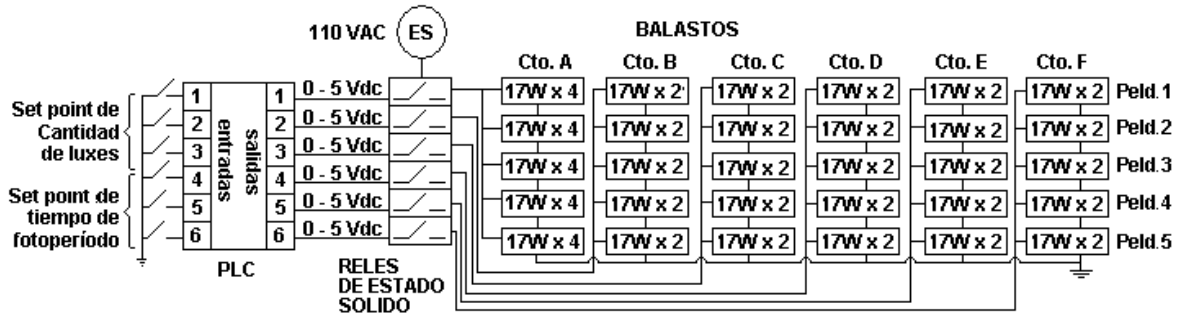 110 VAC
ES
BALASTOS
Cto. A Cto. B Cto. C Cto. D Cto. E Cto. F
Set point de
Cantidad
de luxes
Set point de
tiempo de
fotoperíodo
1
2
3
4
5
6
entradas
salidas
1
2
3
4
5
6
PLC
0 - 5 Vdc
0 - 5 Vdc
0 - 5 Vdc
0 - 5 Vdc
0 - 5 Vdc
0 - 5 Vdc
RELES
DE ESTADO
SOLIDO
17W x 4 17W x 2 17W x 2 17W x 2 17W x 2 17W x 2 Peld.1
17W x 4 17W x 2 17W x 2 17W x 2 17W x 2 17W x 2 Peld.2
17W x 4 17W x 2 17W x 2 17W x 2 17W x 2 17W x 2 Peld.3
17W x 4 17W x 2 17W x 2 17W x 2 17W x 2 17W x 2 Peld.4
17W x 4 17W x 2 17W x 2 17W x 2 17W x 2 17W x 2 Peld.5